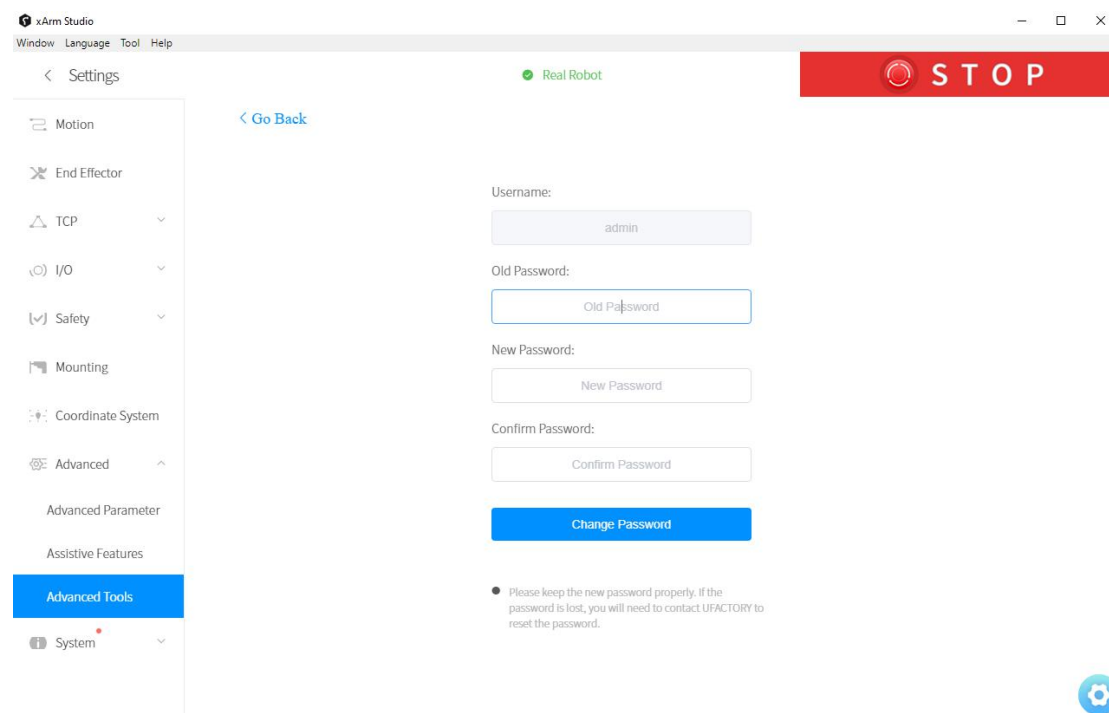 xArm Studio
Window Language Tool Help
Settings
Real Robot
STOP
Motion
End Effector
TCP
I/O
Safety
Mounting
Coordinate System
Advanced
Advanced Parameter
Assistive Features
Advanced Tools
System
Go Back
Username:
admin
Old Password:
Old Password
New Password:
New Password
Confirm Password:
Confirm Password
Change Password
Please keep the new password properly. If the
password is lost, you will need to contact UFACTORY to
reset the password.